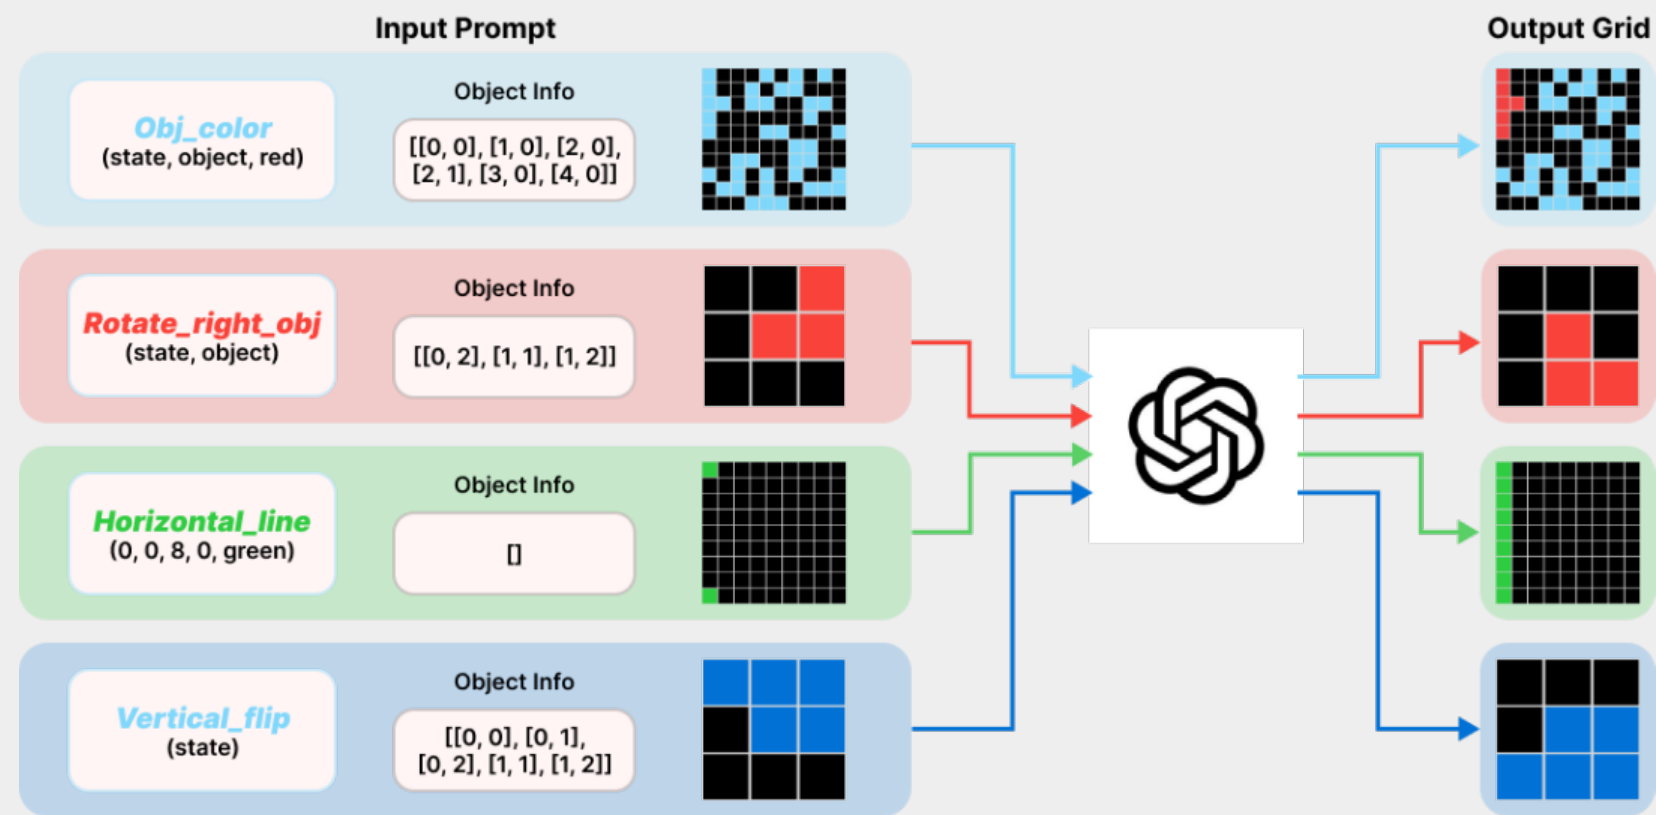 Input Prompt
Output Grid
Obj_color
(state, object, red)
Object Info
[[0, 0], [1, 0], [2, 0],
[2, 1], [3, 0], [4, 0]]
Rotate_right_obj
(state, object)
Object Info
[[0, 2], [1, 1], [1, 2]]
Horizontal_line
(0, 0, 8, 0, green)
Object Info
[]
Vertical_flip
(state)
Object Info
[[0, 0], [0, 1],
[0, 2], [1, 1], [1, 2]]